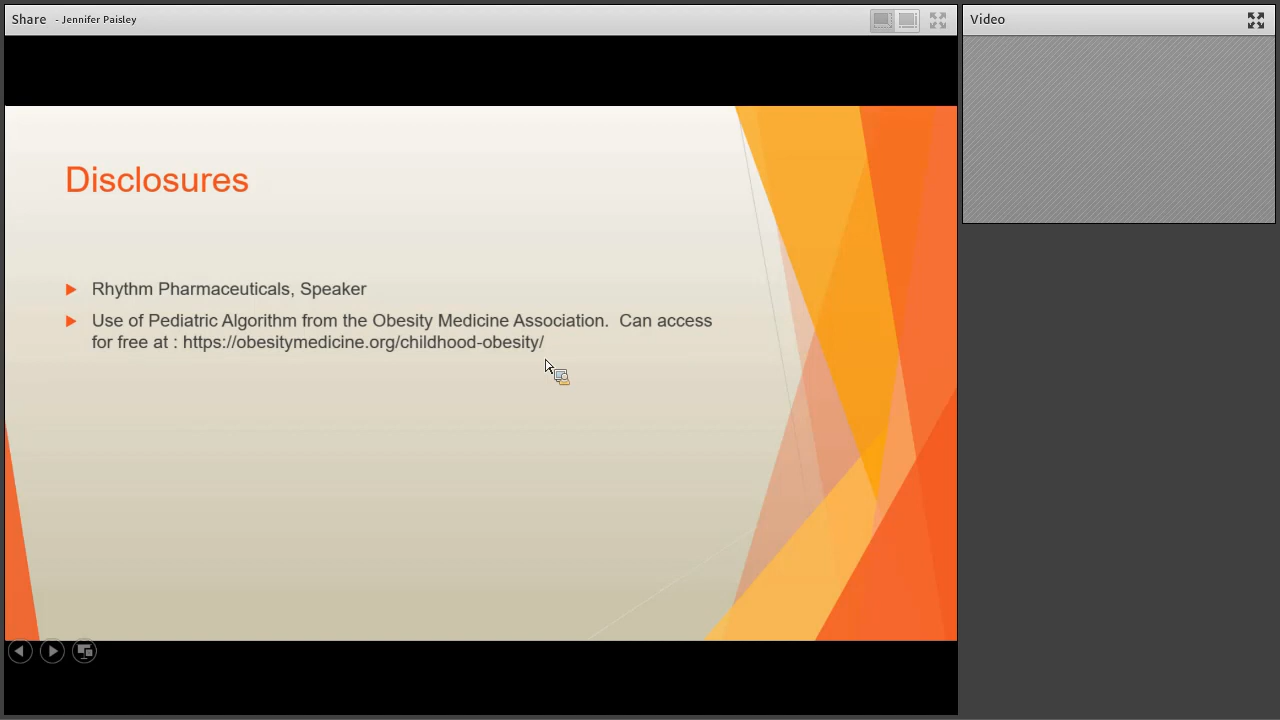 Share - Jennifer Paisley
Video
Disclosures
Rhythm Pharmaceuticals, Speaker
Use of Pediatric Algorithm from the Obesity Medicine Association.  Can access
for free at : https://obesitymedicine.org/childhood-obesity/